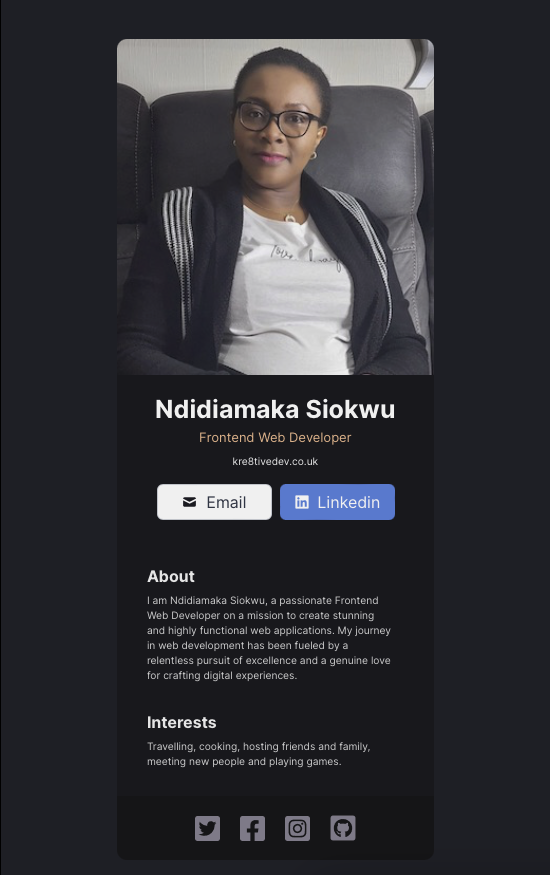 Ndidiamaka Siokwu
Frontend Web Developer
kre8tivedev.co.uk
Email
in Linkedin
About
I am Ndidiamaka Siokwu, a passionate Frontend
Web Developer on a mission to create stunning
and highly functional web applications. My journey
in web development has been fueled by a
relentless pursuit of excellence and a genuine love
for crafting digital experiences.
Interests
Travelling, cooking, hosting friends and family,
meeting new people and playing games.